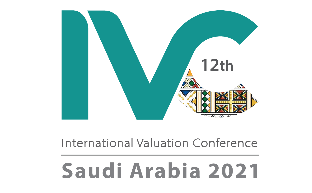 IVC
12th
International Valuation Conference
Saudi Arabia 2021